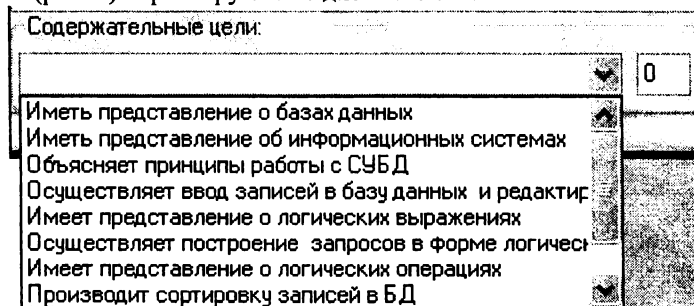 Содержательные цели:
0
Иметь представление о базах данных
Иметь представление об информационных системах
Объясняет принципы работы с СУБД
Осуществляет ввод записей в базу данных и редактир
Имеет представление о логических выражениях
Осуществляет построение запросов в форме логичесн
Имеет представление о логических операциях
Производит сортировку записей в БД